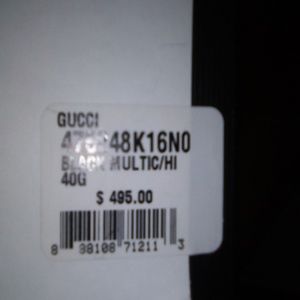 GUCCI
BLACK MULTIC/HI
40G
$ 495.00
8 88108 71211 3